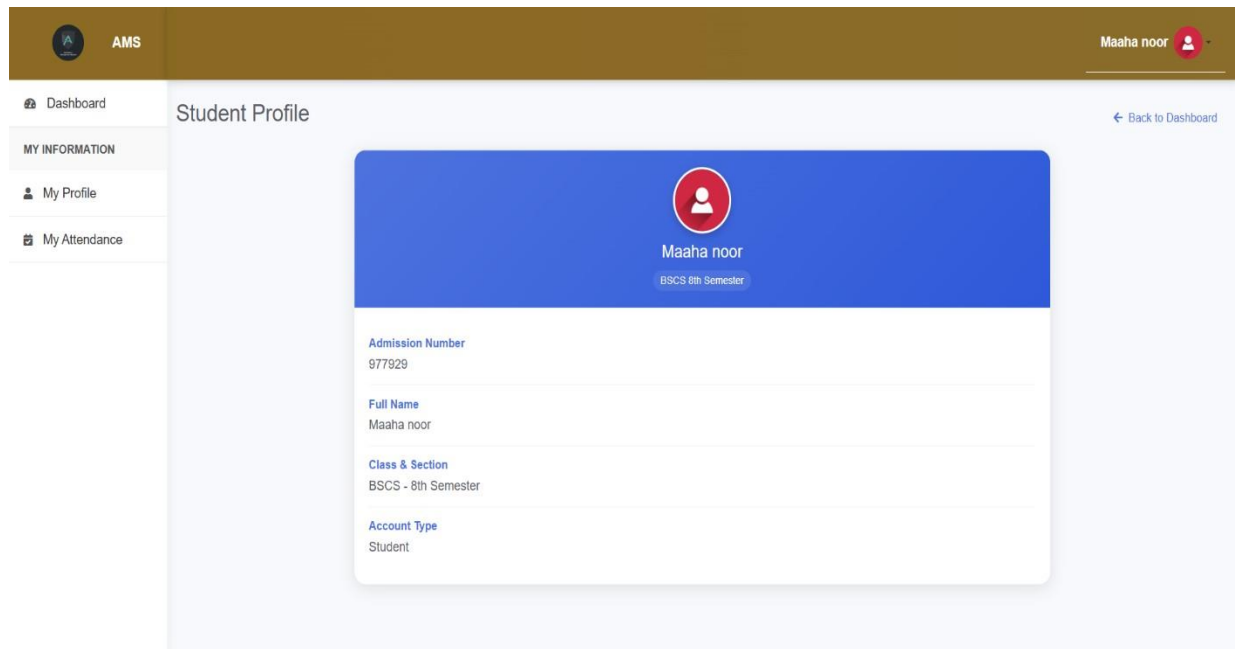 AMS
Maaha noor
Dashboard
MY INFORMATION
My Profile
My Attendance
Student Profile
Back to Dashboard
Maaha noor
BSCS 8th Semester
Admission Number
977929
Full Name
Maaha noor
Class & Section
BSCS - 8th Semester
Account Type
Student